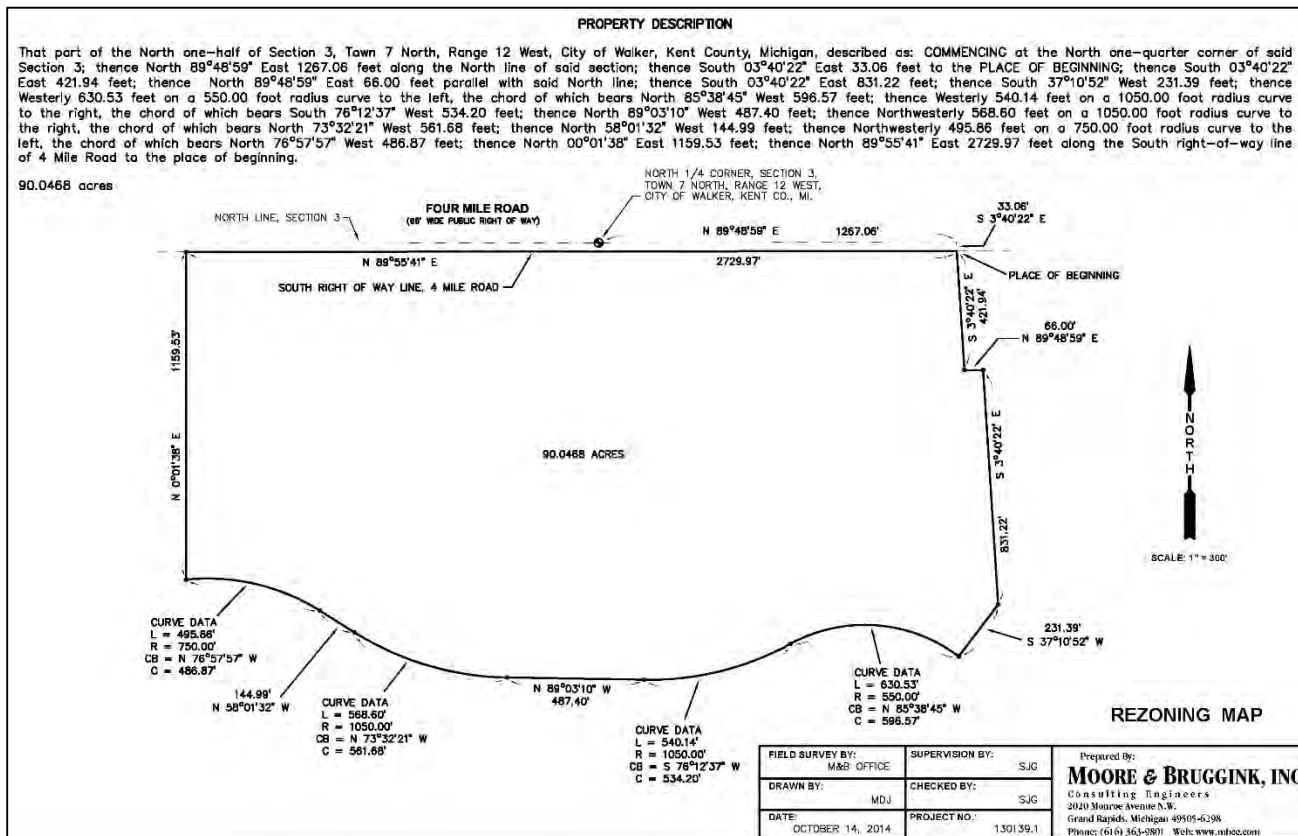 PROPERTY DESCRIPTION
That part of the North one-half of Section 3, Town 7 North, Range 12 West, City of Walker, Kent County, Michigan, described as: COMMENCING at the North one-quarter corner of said
Section 3; thence North 89°48'59" East 1267.06 feet along the North line of said section; thence South 03°40'22" East 33.06 feet to the PLACE OF BEGINNING; thence South 03°40'22"
East 421.94 feet; thence North 89°48'59" East 66.00 feet parallel with said North line; thence South 03°40'22" East 831.22 feet; thence South 37°10'52" West 231.39 feet; thence
Westerly 630.53 feet on a 550.00 foot radius curve to the left, the chord of which bears North 85°38'45" West 596.57 feet; thence Westerly 540.14 feet on a 1050.00 foot radius curve
to the right, the chord of which bears South 76°12'37" West 534.20 feet; thence North 89°03'10" West 487.40 feet; thence Northwesterly 568.60 feet on a 1050.00 foot radius curve to
the right, the chord of which bears North 73°32'21" West 561.68 feet; thence North 58°01'32" West 144.99 feet; thence Northwesterly 495.86 feet on a 750.00 foot radius curve to the
left, the chord of which bears North 76°57'57" West 486.87 feet; thence North 00°01'38" East 1159.53 feet; thence North 89°55'41" East 2729.97 feet along the South right-of-way line
of 4 Mile Road to the place of beginning.
90.0468 acres
NORTH 1/4 CORNER, SECTION 3,
TOWN 7 NORTH, RANGE 12 WEST,
CITY OF WALKER, KENT CO., MI.
NORTH LINE, SECTION 3
FOUR MILE ROAD
(66' WIDE PUBLIC RIGHT OF WAY)
N 89°48'59" E 1267.06'
33.06'
S 3°40'22" E
N 89°55'41" E 2729.97'
SOUTH RIGHT OF WAY LINE, 4 MILE ROAD
PLACE OF BEGINNING
S 3°40'22" E
421.94'
66.00'
N 89°48'59" E
1159.53'
N 0°01'38" E
90.0468 ACRES
S 3°40'22" E
831.22'
NORTH
SCALE: 1" = 300'
231.39'
S 37°10'52" W
CURVE DATA
L = 495.86'
R = 750.00'
CB = N 76°57'57" W
C = 486.87'
144.99'
N 58°01'32" W
CURVE DATA
L = 568.60'
R = 1050.00'
CB = N 73°32'21" W
C = 561.68'
N 89°03'10" W
487.40'
CURVE DATA
L = 540.14'
R = 1050.00'
CB = S 76°12'37" W
C = 534.20'
CURVE DATA
L = 630.53'
R = 550.00'
CB = N 85°38'45" W
C = 596.57'
REZONING MAP
FIELD SURVEY BY:
M&B OFFICE
SUPERVISION BY:
SJG
DRAWN BY:
MDJ
CHECKED BY:
SJG
DATE:
OCTOBER 14, 2014
PROJECT NO.:
130139.1
Prepared By:
MOORE & BRUGGINK, INC
Consulting Engineers
2020 Monroe Avenue N.W.
Grand Rapids, Michigan 49505-6298
Phone: (616) 363-9801 Web: www.mbce.com